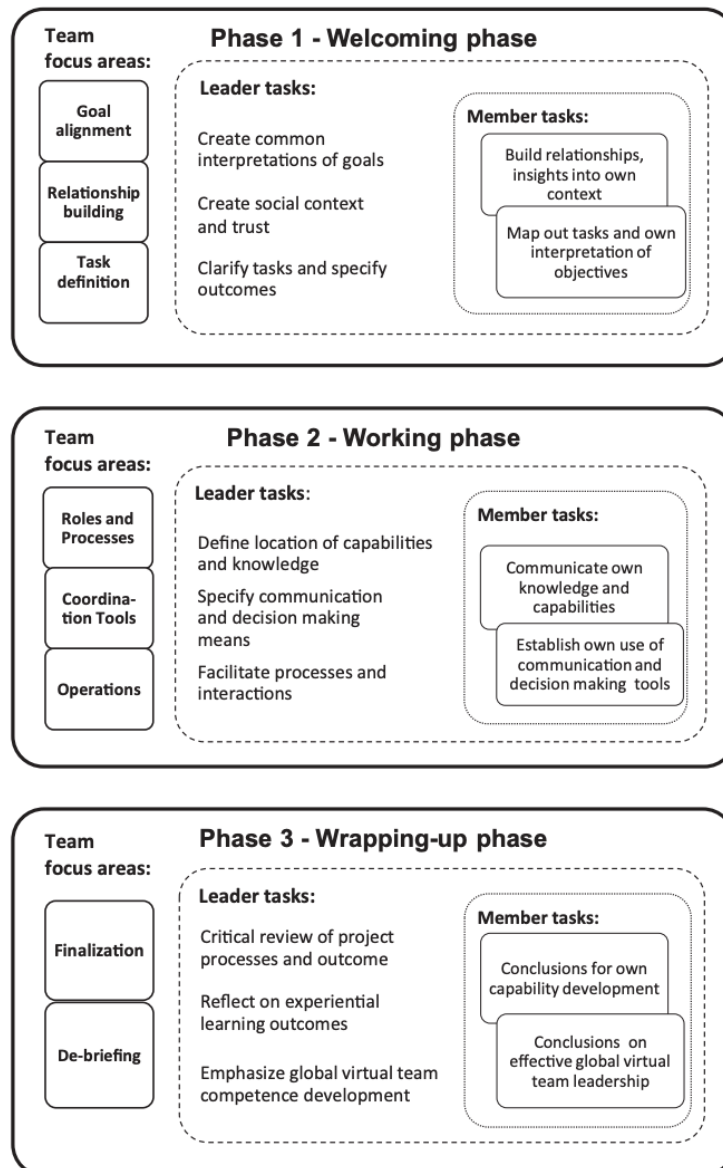 Team
focus areas:
Phase 1 - Welcoming phase
Goal
alignment
Relationship
building
Task
definition
Leader tasks:
Create common
interpretations of goals
Create social context
and trust
Clarify tasks and specify
outcomes
Member tasks:
Build relationships,
insights into own
context
Map out tasks and own
interpretation of
objectives
Team
focus areas:
Phase 2 - Working phase
Roles and
Processes
Coordina-
tion Tools
Operations
Leader tasks:
Define location of capabilities
and knowledge
Specify communication
and decision making
means
Facilitate processes and
interactions
Member tasks:
Communicate own
knowledge and
capabilities
Establish own use of
communication and
decision making tools
Team
focus areas:
Phase 3 - Wrapping-up phase
Finalization
De-briefing
Leader tasks:
Critical review of project
processes and outcome
Reflect on experiential
learning outcomes
Emphasize global virtual team
competence development
Member tasks:
Conclusions for own
capability development
Conclusions on
effective global virtual
team leadership